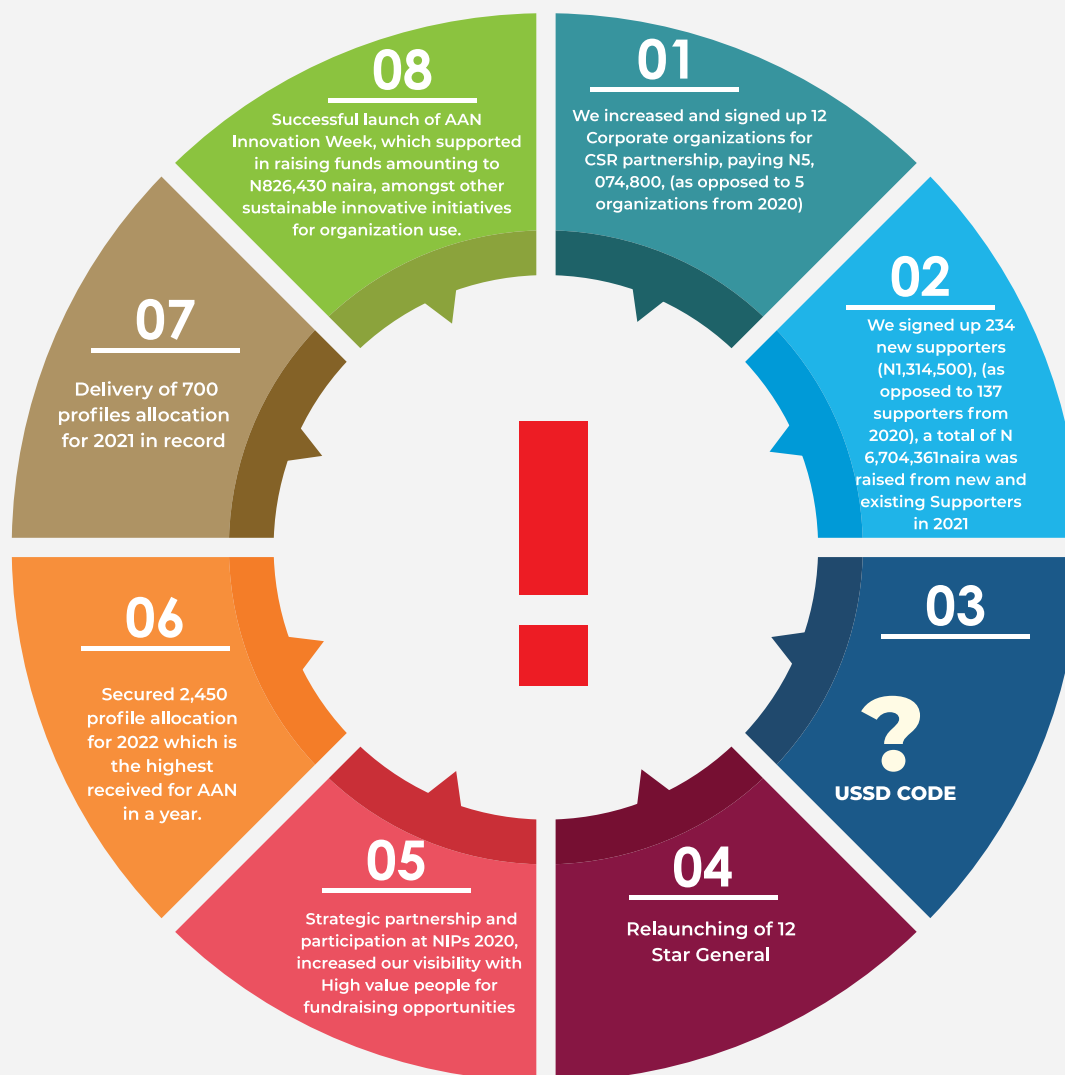 01
We increased and signed up 12
Corporate organizations for
CSR partnership, paying N5,
074,800, (as opposed to 5
organizations from 2020)
02
We signed up 234
new supporters
(N1,314,500), (as
opposed to 137
supporters from
2020), a total of N
6,704,361naira was
raised from new and
existing Supporters
in 2021
03
?
USSD CODE
04
Relaunching of 12
Star General
05
Strategic partnership and
participation at NIPs 2020,
increased our visibility with
High value people for
fundraising opportunities
06
Secured 2,450
profile allocation
for 2022 which is
the highest
received for AAN
in a year.
07
Delivery of 700
profiles allocation
for 2021 in record
08
Successful launch of AAN
Innovation Week, which supported
in raising funds amounting to
N826,430 naira, amongst other
sustainable innovative initiatives
for organization use.
!